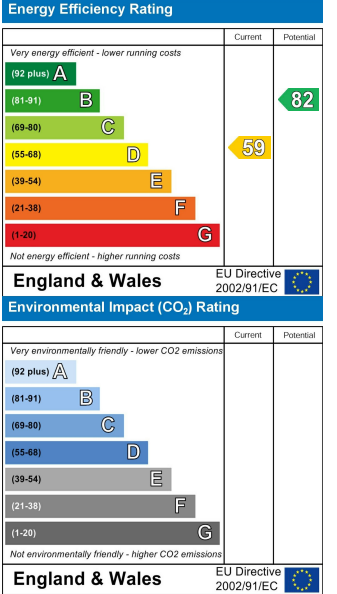 Energy Efficiency Rating
Current Potential
Very energy efficient - lower running costs
(92 plus) A
(81-91) B
82
(69-80) C
(55-68) D
59
(39-54) E
(21-38) F
(1-20) G
Not energy efficient - higher running costs
England & Wales
EU Directive
2002/91/EC
Environmental Impact (CO₂) Rating
Current Potential
Very environmentally friendly - lower CO2 emissions
(92 plus) A
(81-91) B
(69-80) C
(55-68) D
(39-54) E
(21-38) F
(1-20) G
Not environmentally friendly - higher CO2 emissions
England & Wales
EU Directive
2002/91/EC